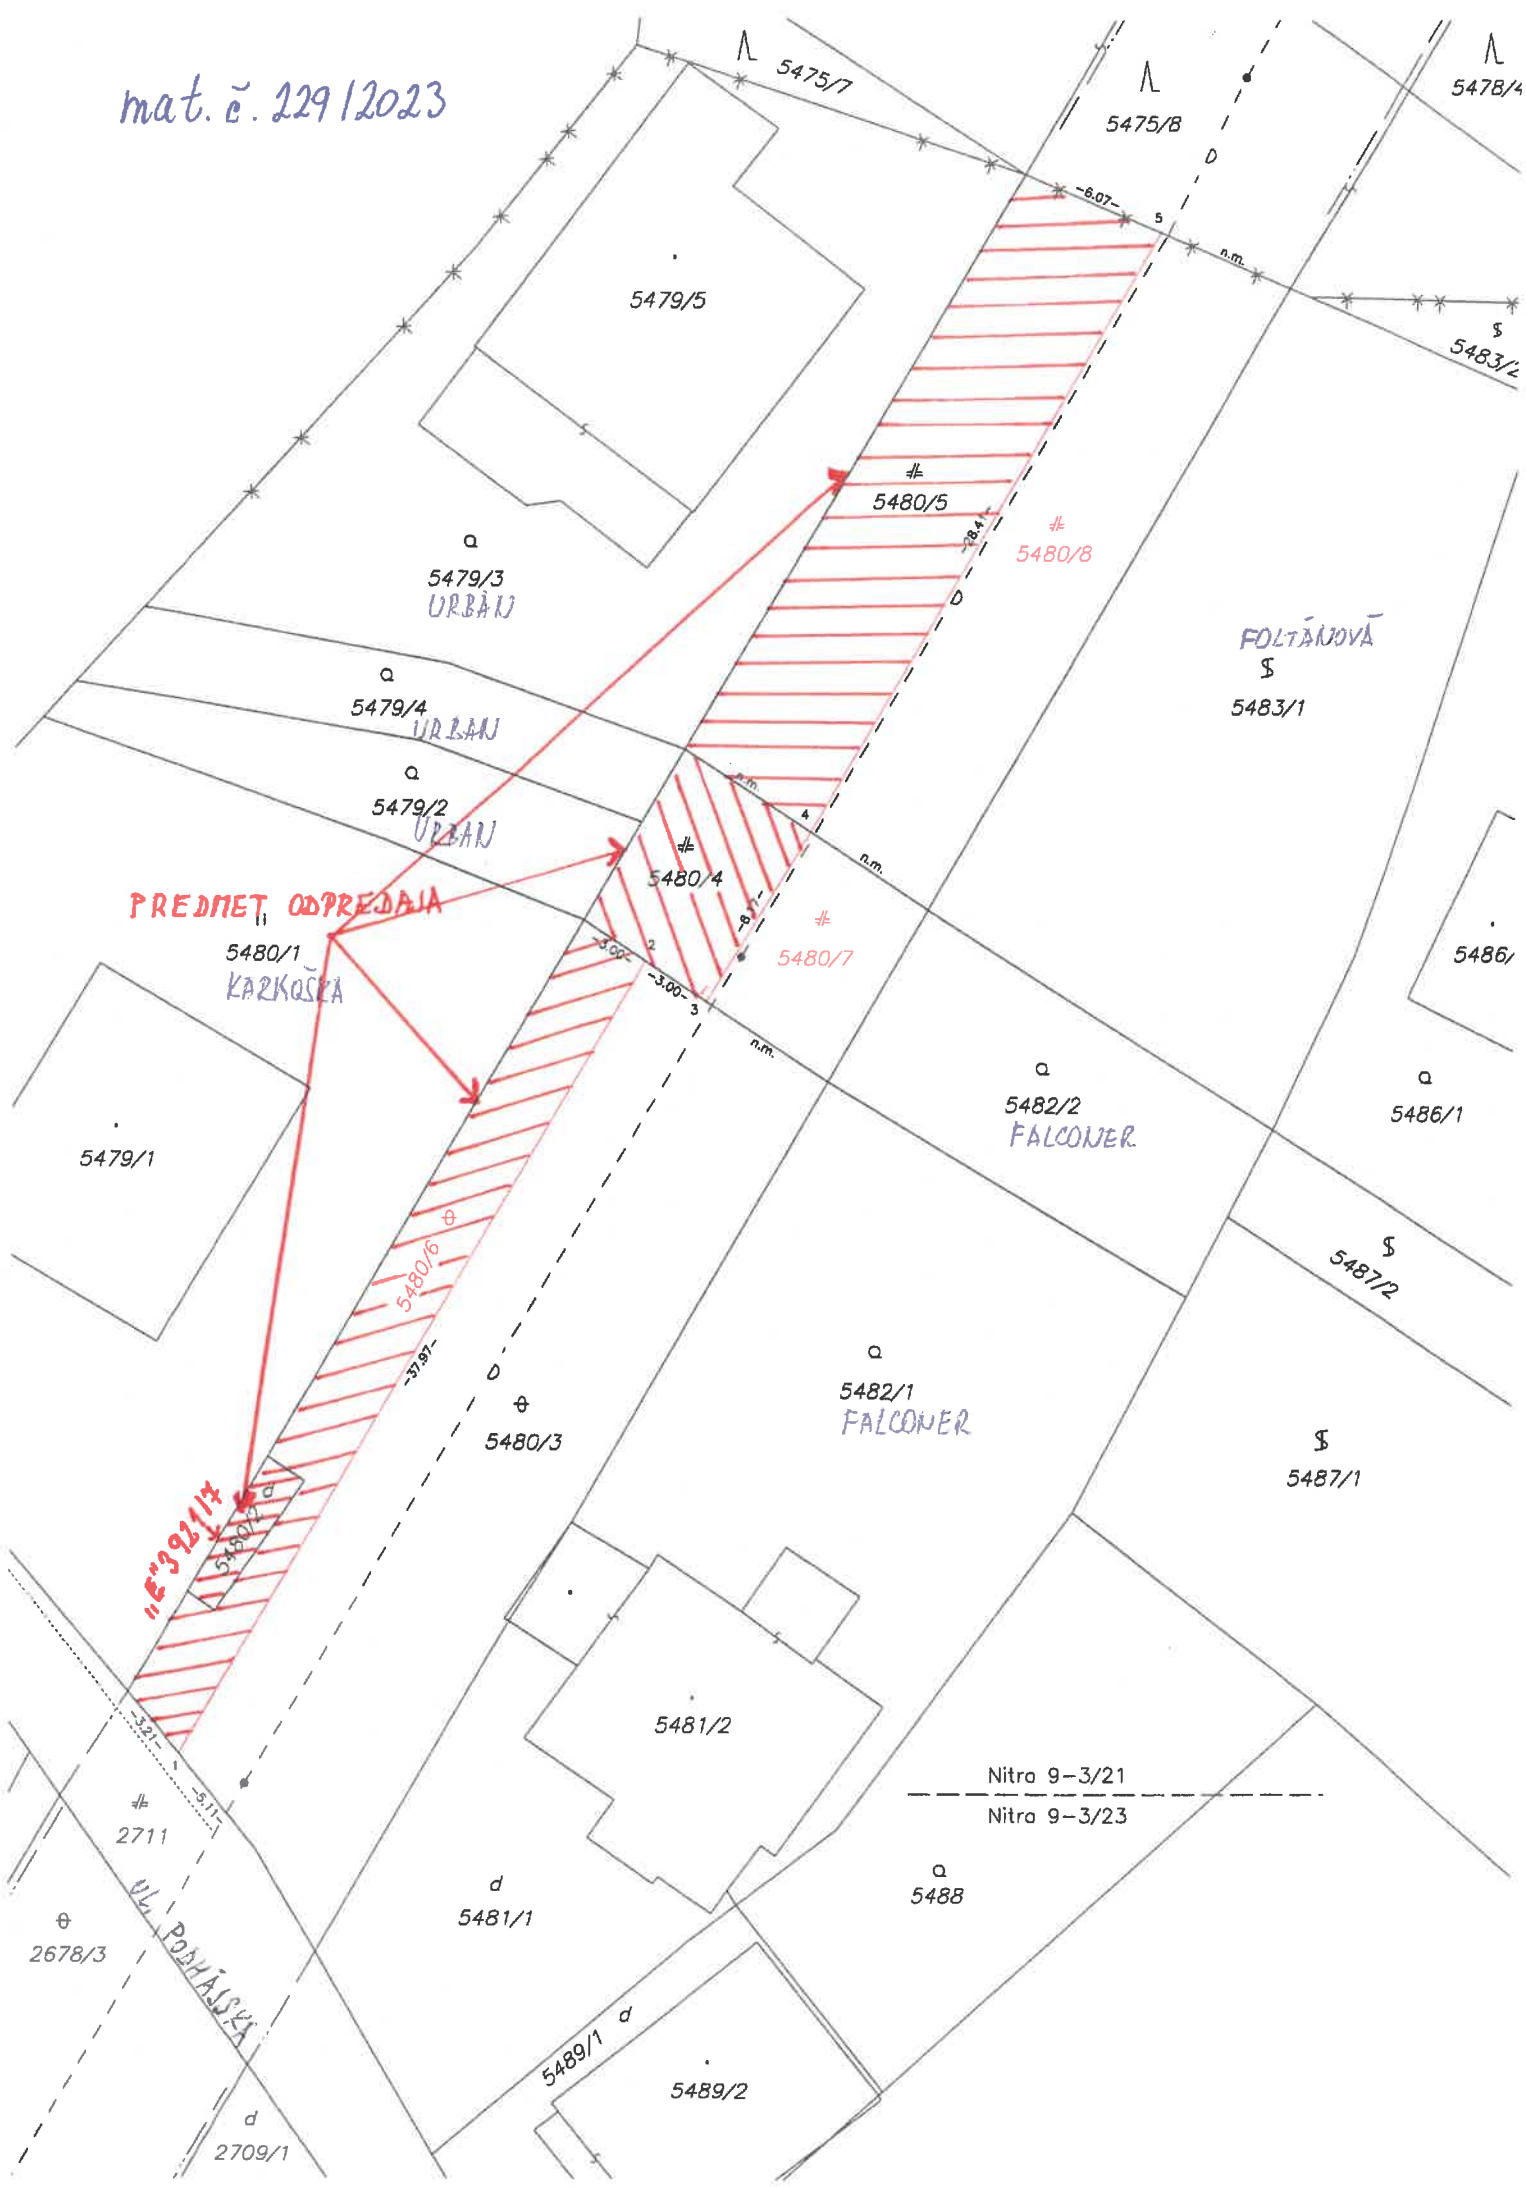 mat. č. 229/2023
5475/7
5475/8
5478/4
D
-6.07-
5
n.m.
5479/5
$
5483/2
5480/5
-28.41-
5480/8
Q
5479/3
URBAN
D
FOLTÁNOVÁ
$
5483/1
Q
5479/4
URBAN
Q
5479/2
URBAN
n.m.
4
5480/4
n.m.
PREDMET ODPREDAJA
5480/1
KARKOŠKA
-3.00-
2
-8.17-
5480/7
5486/
-3.00-
3
n.m.
Q
5482/2
FALCONER
Q
5486/1
5479/1
5480/6
$
5487/2
-37.97-
D
5480/3
Q
5482/1
FALCONER
$
5487/1
"E" 3921/7
5480/2
d
5481/2
-3.21-
-5.11-
2711
Nitra 9-3/21
Nitra 9-3/23
UL. PODHÁJSKA
2678/3
d
5481/1
Q
5488
5489/1
d
5489/2
d
2709/1